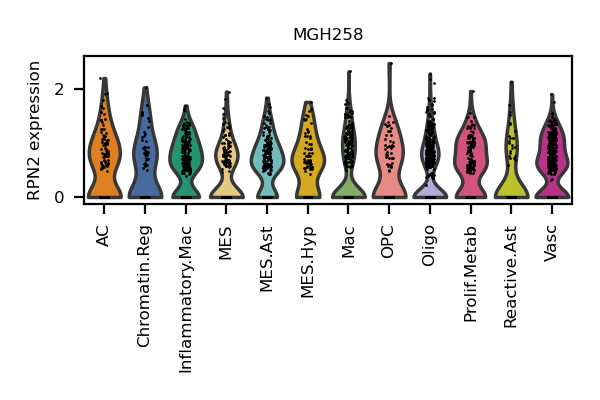 MGH258
RPN2 expression
2
0
AC
Chromatin.Reg
Inflammatory.Mac
MES
MES.Ast
MES.Hyp
Mac
OPC
Oligo
Prolif.Metab
Reactive.Ast
Vasc